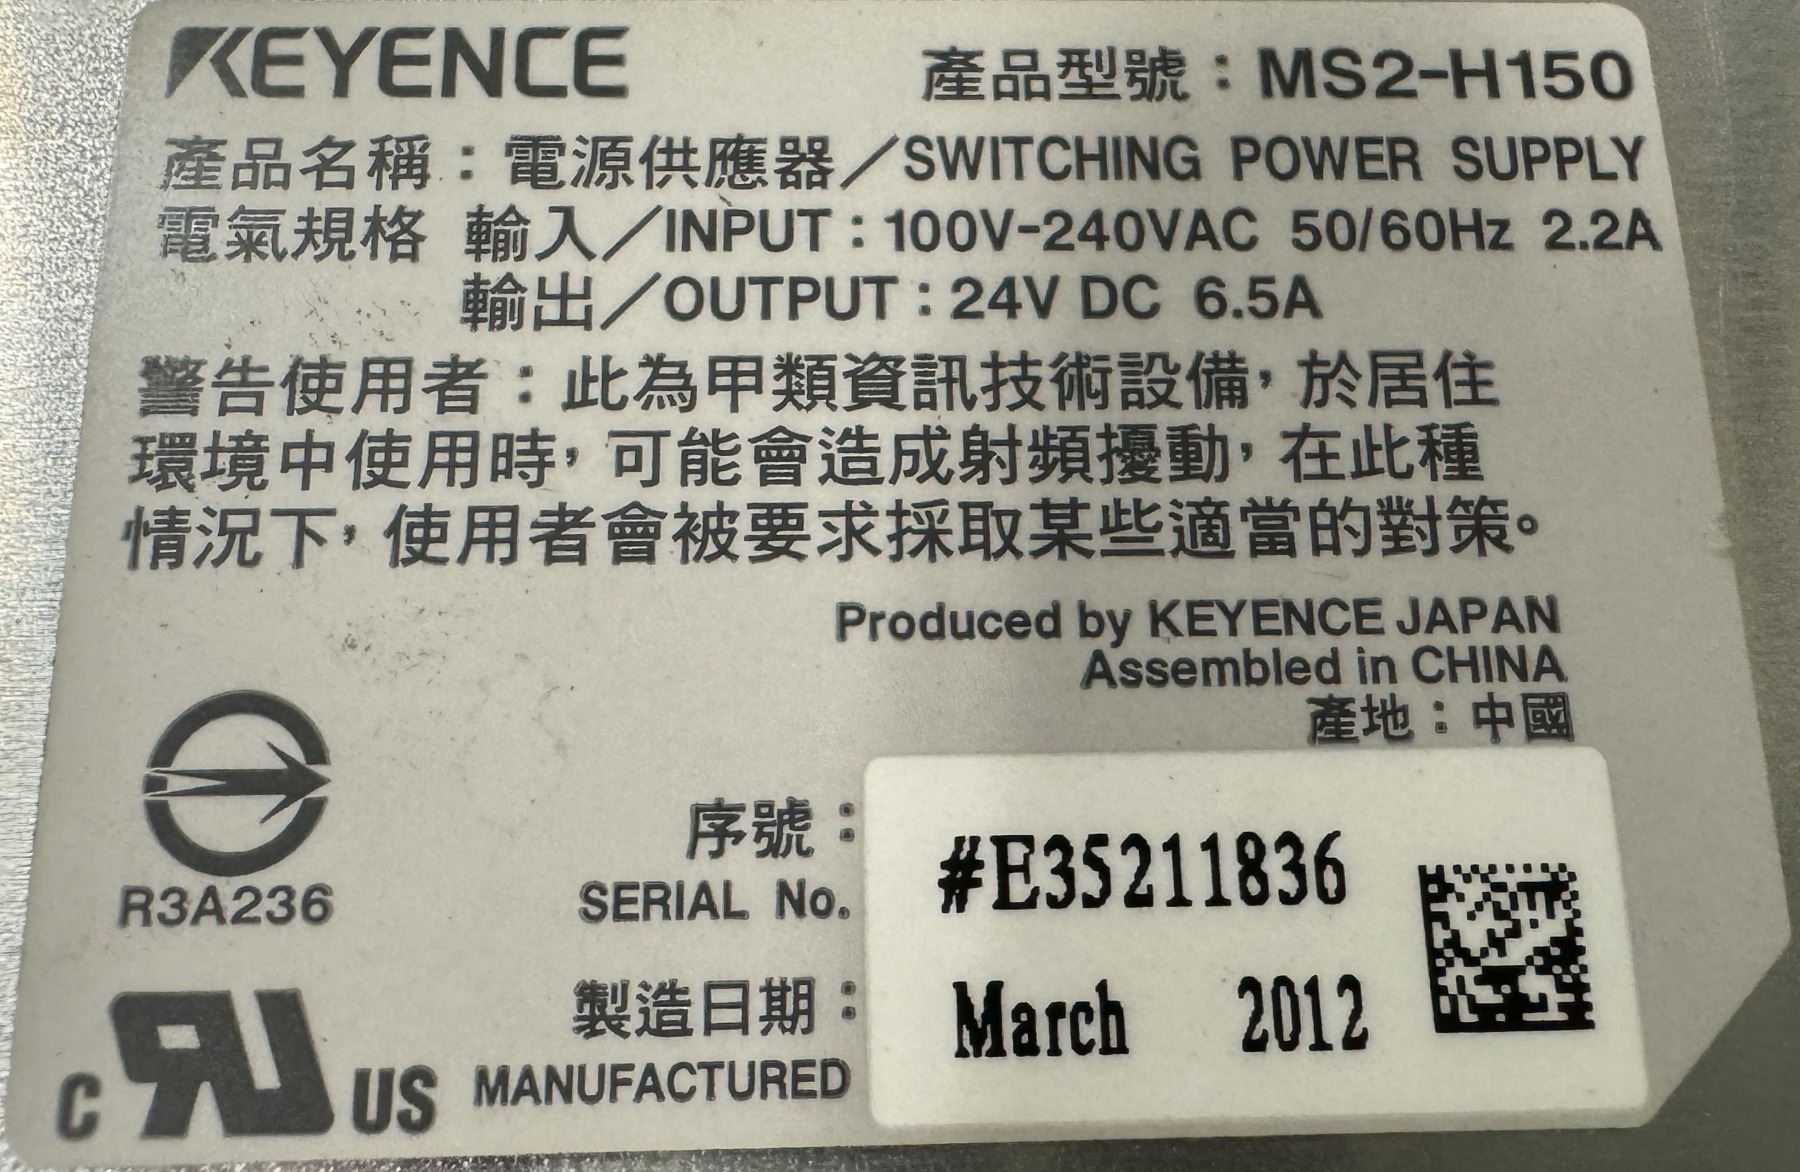 KEYENCE
產品型號：MS2-H150
產品名稱：電源供應器／SWITCHING POWER SUPPLY
電氣規格 輸入／INPUT：100V-240VAC 50/60Hz 2.2A
輸出／OUTPUT：24V DC 6.5A
警告使用者：此為甲類資訊技術設備，於居住
環境中使用時，可能會造成射頻擾動，在此種
情況下，使用者會被要求採取某些適當的對策。
Produced by KEYENCE JAPAN
Assembled in CHINA
產地：中國
R3A236
序號：
SERIAL No.
#E35211836
製造日期：
MANUFACTURED
March 2012
C RU US